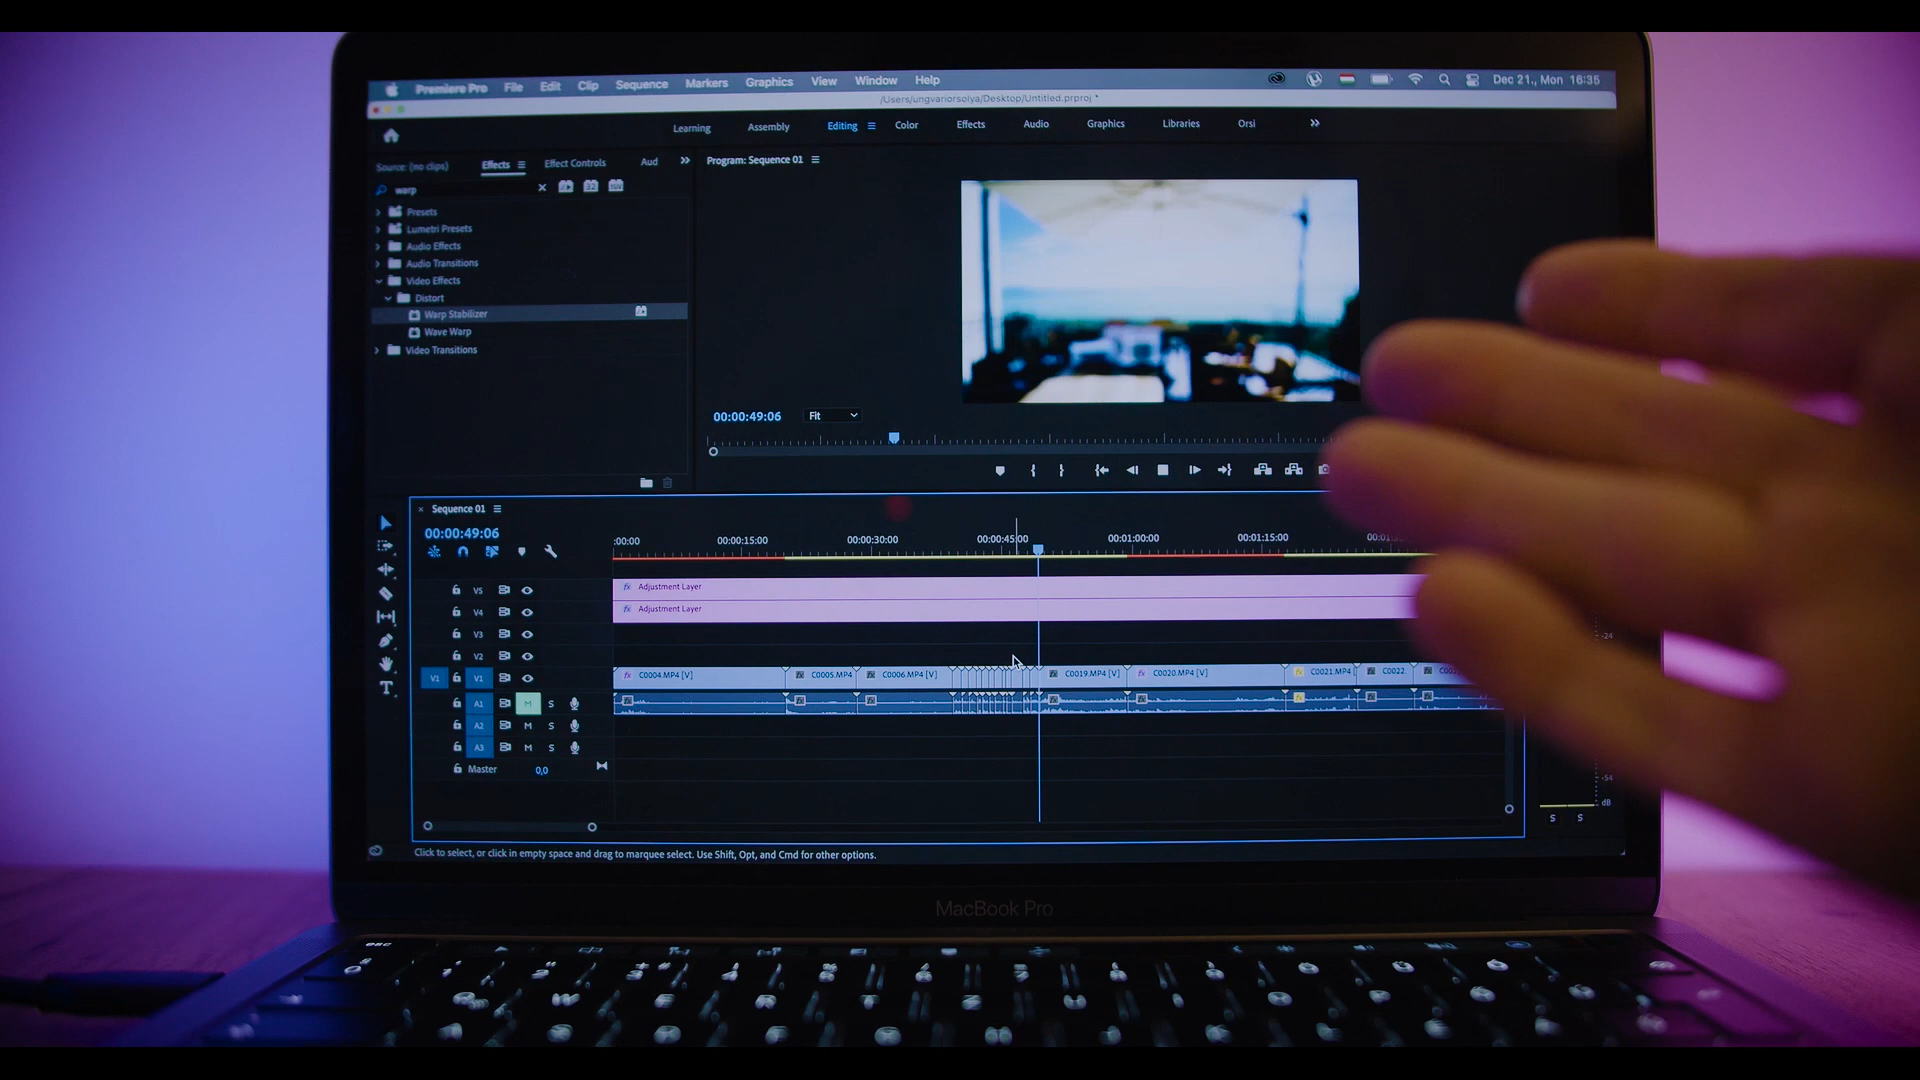 Premiere Pro File Edit Clip Sequence Markers Graphics View Window Help Dec 21., Mon 16:35
/Users/ungvariorsolya/Desktop/Untitled.prproj *
Learning Assembly Editing Color Effects Audio Graphics Libraries Orsi
Source: (no clips) Effects Effect Controls Aud Program: Sequence 01
warp
Presets
Lumetri Presets
Audio Effects
Audio Transitions
Video Effects
Distort
Warp Stabilizer
Wave Warp
Video Transitions
00:00:49:06 Fit
× Sequence 01
00:00:49:06
:00:00 00:00:15:00 00:00:30:00 00:00:45:00 00:01:00:00 00:01:15:00
V5 Adjustment Layer
V4 Adjustment Layer
V3
V2
V1 V1 C0004.MP4 [V] C0005.MP4 C0006.MP4 [V] C0019.MP4 [V] C0020.MP4 [V] C0021.MP4 C0022.
A1 M S
A2 M S
A3 M S
Master 0,0
-24
-54
dB
S S
Click to select, or click in empty space and drag to marquee select. Use Shift, Opt, and Cmd for other options.
MacBook Pro
esc